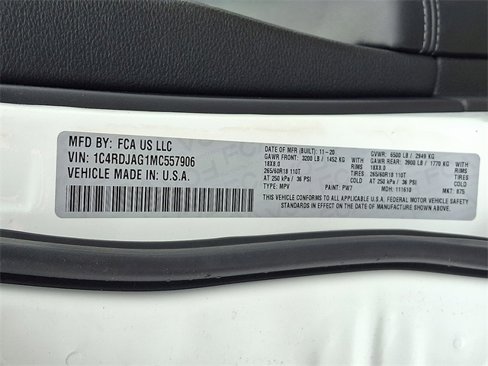 MFD BY: FCA US LLC
VIN: 1C4RDJAG1MC557906
VEHICLE MADE IN: U.S.A.
DATE OF MFR (BUILT): 11-20 GVWR: 6500 LB / 2949 KG
GAWR FRONT: 3200 LB / 1452 KG WITH GAWR REAR: 3900 LB / 1770 KG WITH
18X8.0 RIMS 18X8.0 RIMS
265/60R18 110T TIRES 265/60R18 110T TIRES
AT 250 kPa / 36 PSI COLD AT 250 kPa / 36 PSI COLD
TYPE: MPV PAINT: PW7 MDH: 111610 MKT: 875
THIS VEHICLE CONFORMS TO ALL APPLICABLE U.S.A. FEDERAL MOTOR VEHICLE SAFETY
STANDARDS IN EFFECT ON THE DATE OF MANUFACTURE SHOWN ABOVE.